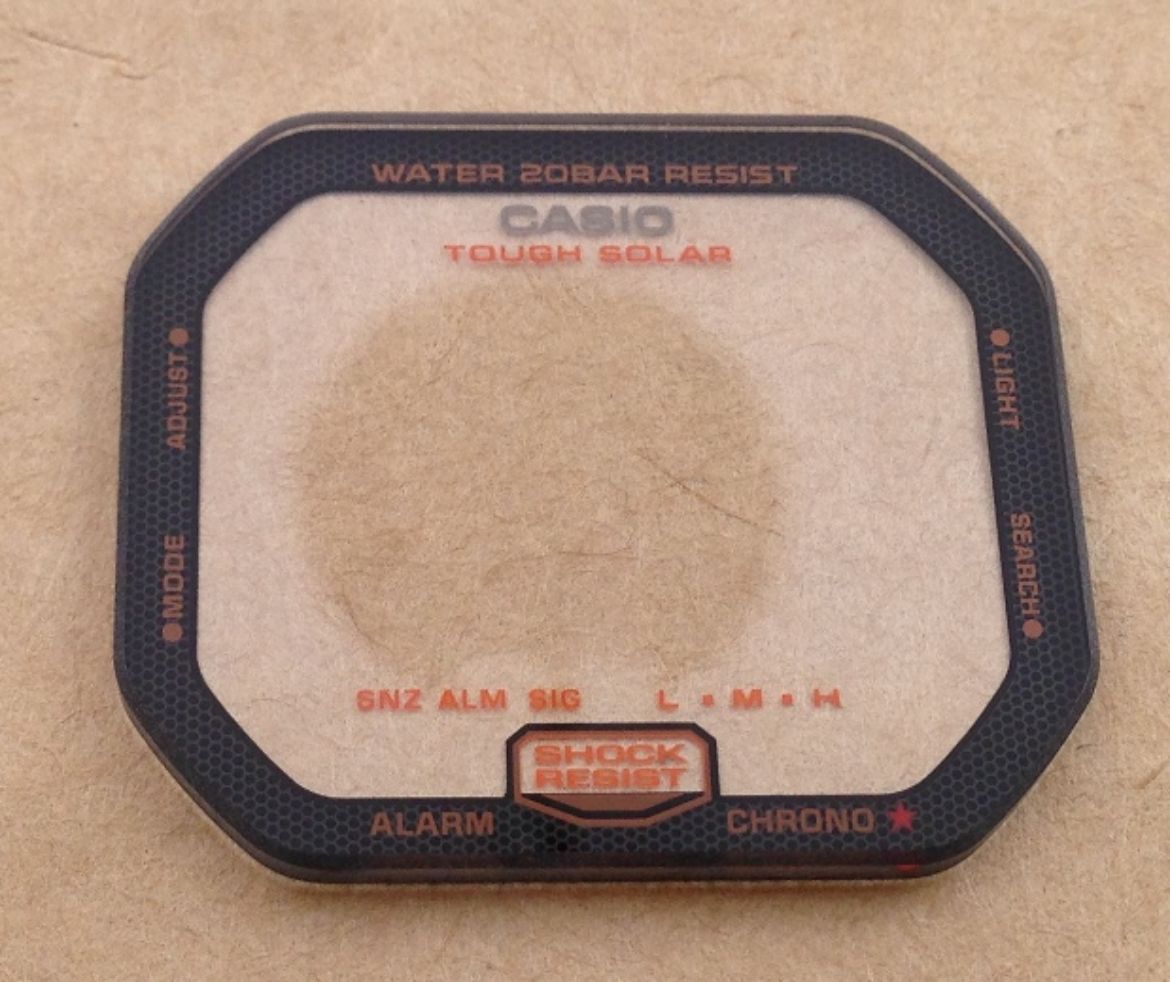 WATER 20BAR RESIST
CASIO
TOUGH SOLAR
ADJUST
LIGHT
MODE
SEARCH
SNZ ALM SIG L • M • H
SHOCK
RESIST
ALARM
CHRONO